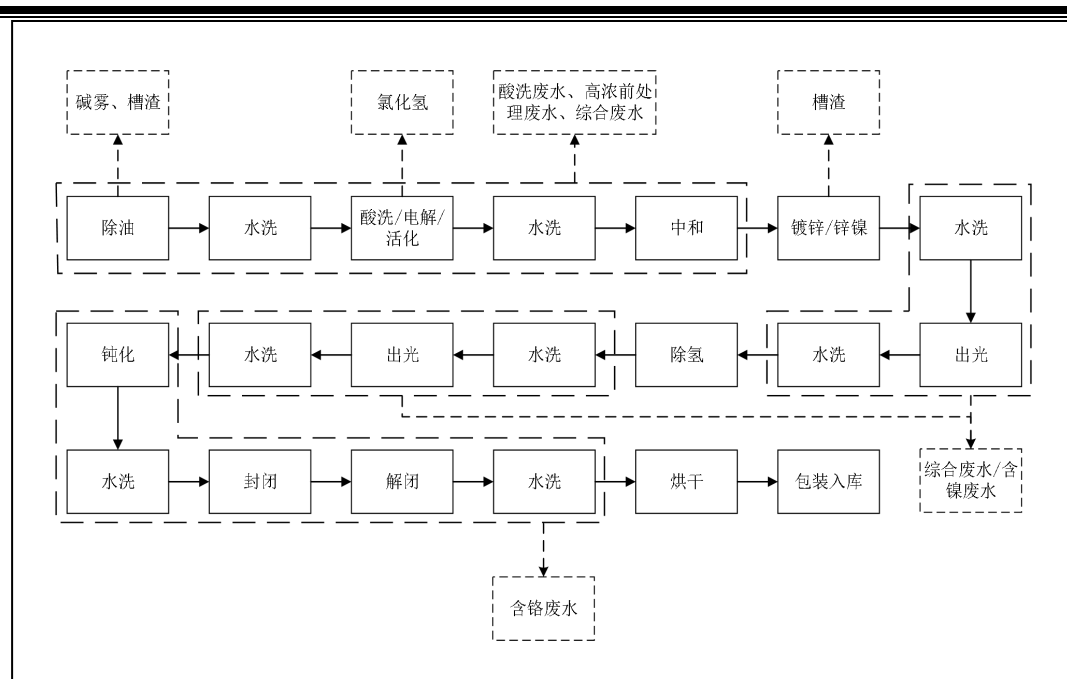 碱雾、槽渣
氯化氢
酸洗废水、高浓前处
理废水、综合废水
槽渣
除油
水洗
酸洗/电解/
活化
水洗
中和
镀锌/锌镍
水洗
钝化
水洗
出光
水洗
除氢
水洗
出光
水洗
封闭
解闭
水洗
烘干
包装入库
综合废水/含
镍废水
含铬废水